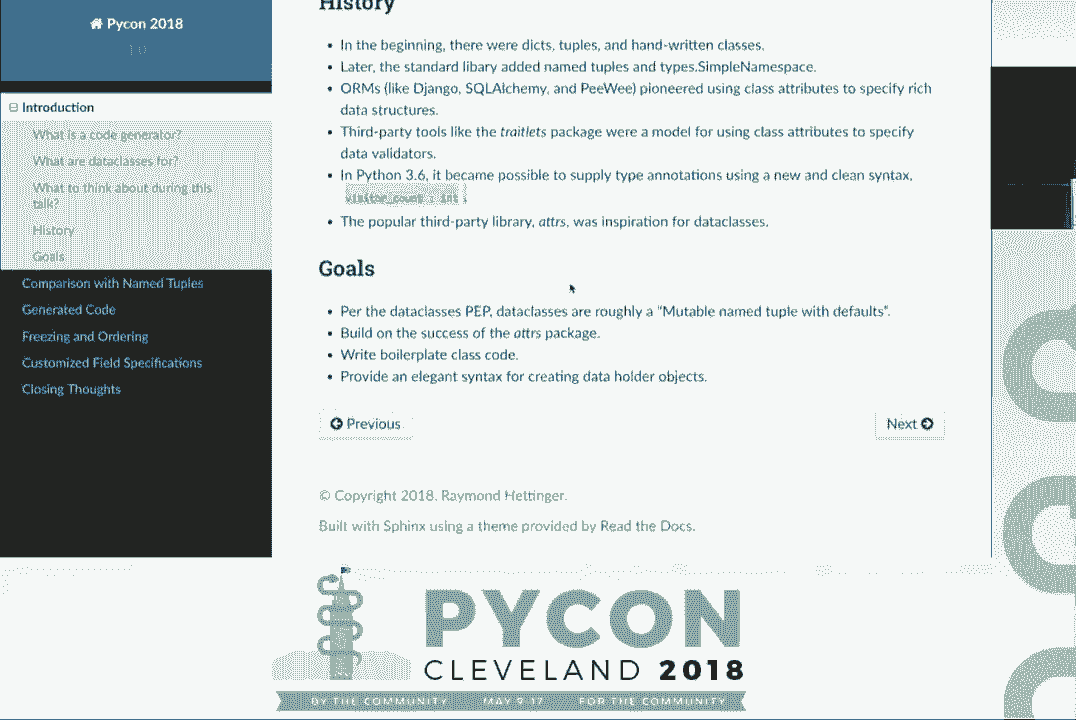 Pycon 2018
Introduction
What is a code generator?
What are dataclasses for?
What to think about during this
talk?
History
Goals
Comparison with Named Tuples
Generated Code
Freezing and Ordering
Customized Field Specifications
Closing Thoughts
History
• In the beginning, there were dicts, tuples, and hand-written classes.
• Later, the standard libary added named tuples and types.SimpleNamespace.
• ORMs (like Django, SQLAlchemy, and PeeWee) pioneered using class attributes to specify rich
data structures.
• Third-party tools like the traitlets package were a model for using class attributes to specify
data validators.
• In Python 3.6, it became possible to supply type annotations using a new and clean syntax,
visitor_count : int
• The popular third-party library, attrs, was inspiration for dataclasses.
Goals
• Per the dataclasses PEP, dataclasses are roughly a “Mutable named tuple with defaults”.
• Build on the success of the attrs package.
• Write boilerplate class code.
• Provide an elegant syntax for creating data holder objects.
Previous
Next
© Copyright 2018, Raymond Hettinger.
Built with Sphinx using a theme provided by Read the Docs.
PYCON
CLEVELAND 2018
BY THE COMMUNITY MAY 9-17 FOR THE COMMUNITY